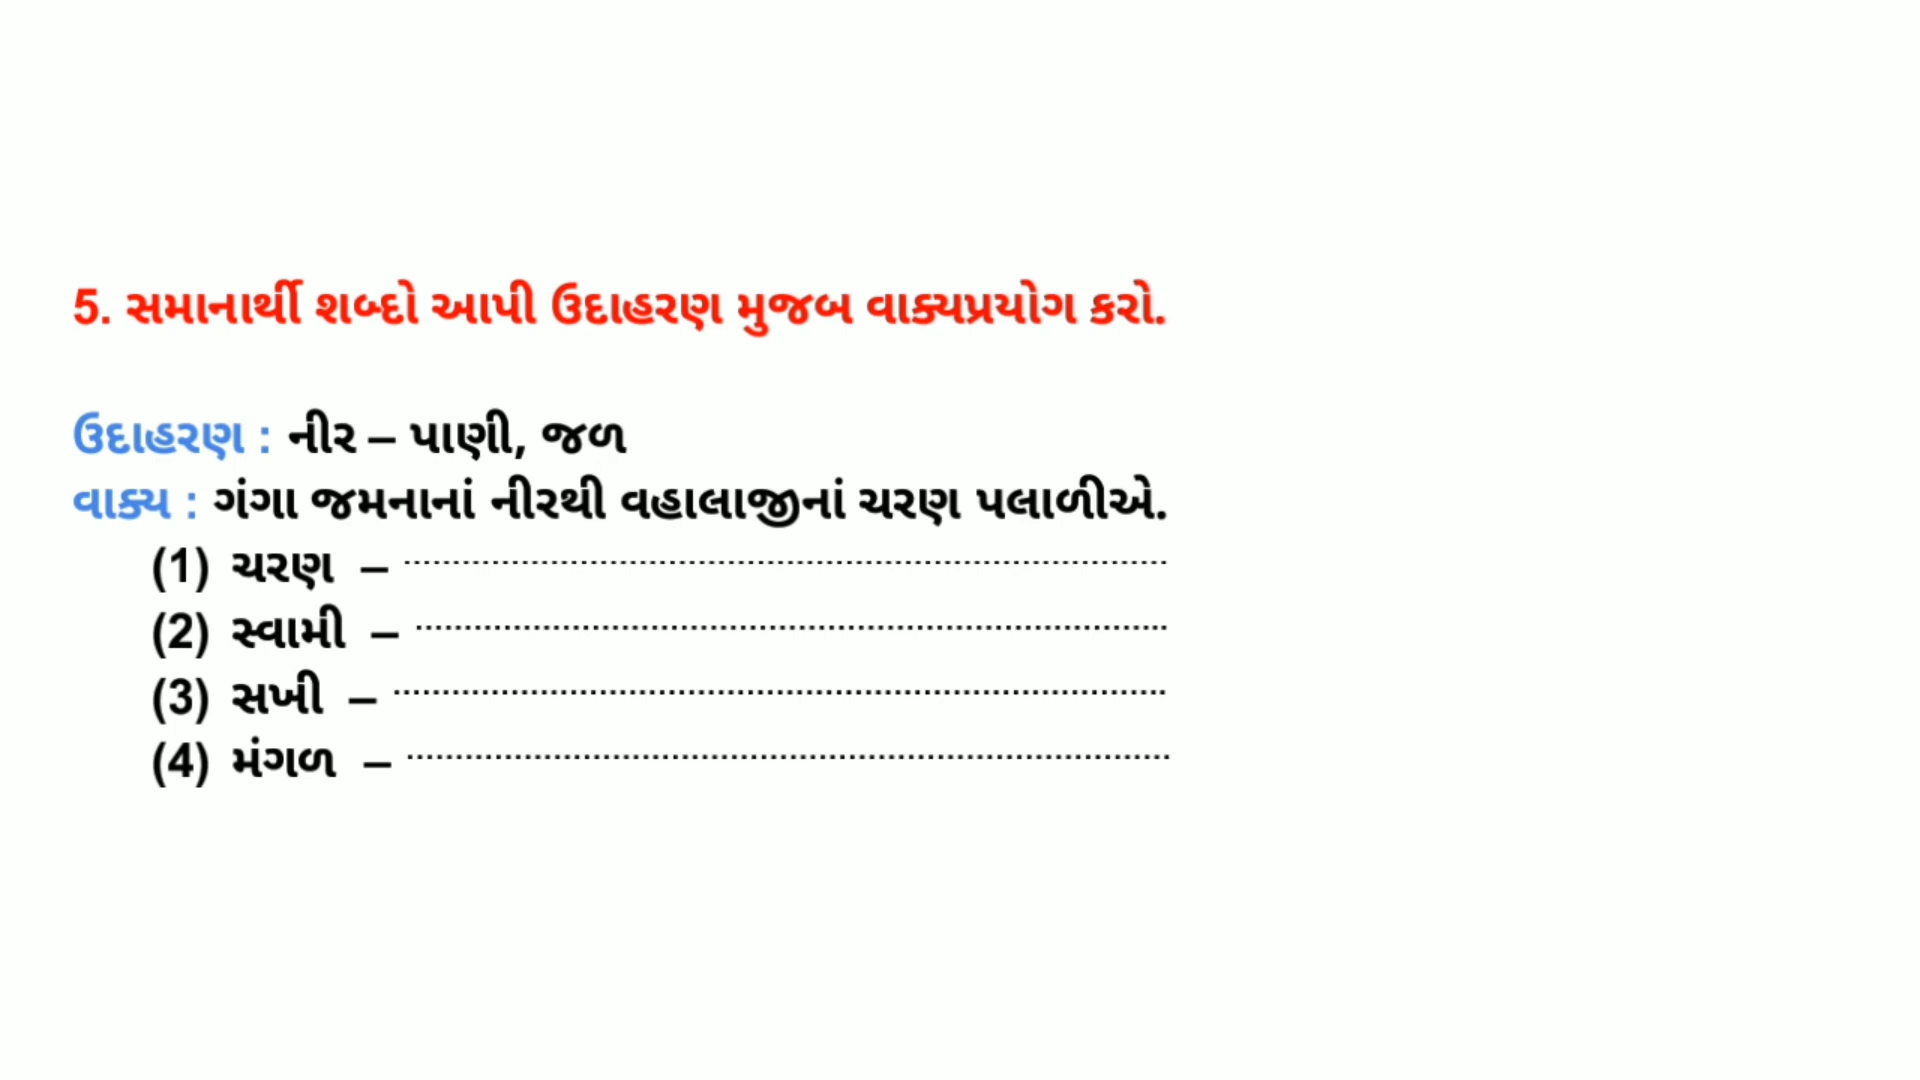 5. સમાનાર્થી શબ્દો આપી ઉદાહરણ મુજબ વાક્યપ્રયોગ કરો.
ઉદાહરણ : નીર – પાણી, જળ
વાક્ય : ગંગા જમનાનાં નીરથી વહાલાજીનાં ચરણ પલાળીએ.
(1) ચરણ – ........................................................................
(2) સ્વામી – ........................................................................
(3) સખી – ........................................................................
(4) મંગળ – ........................................................................